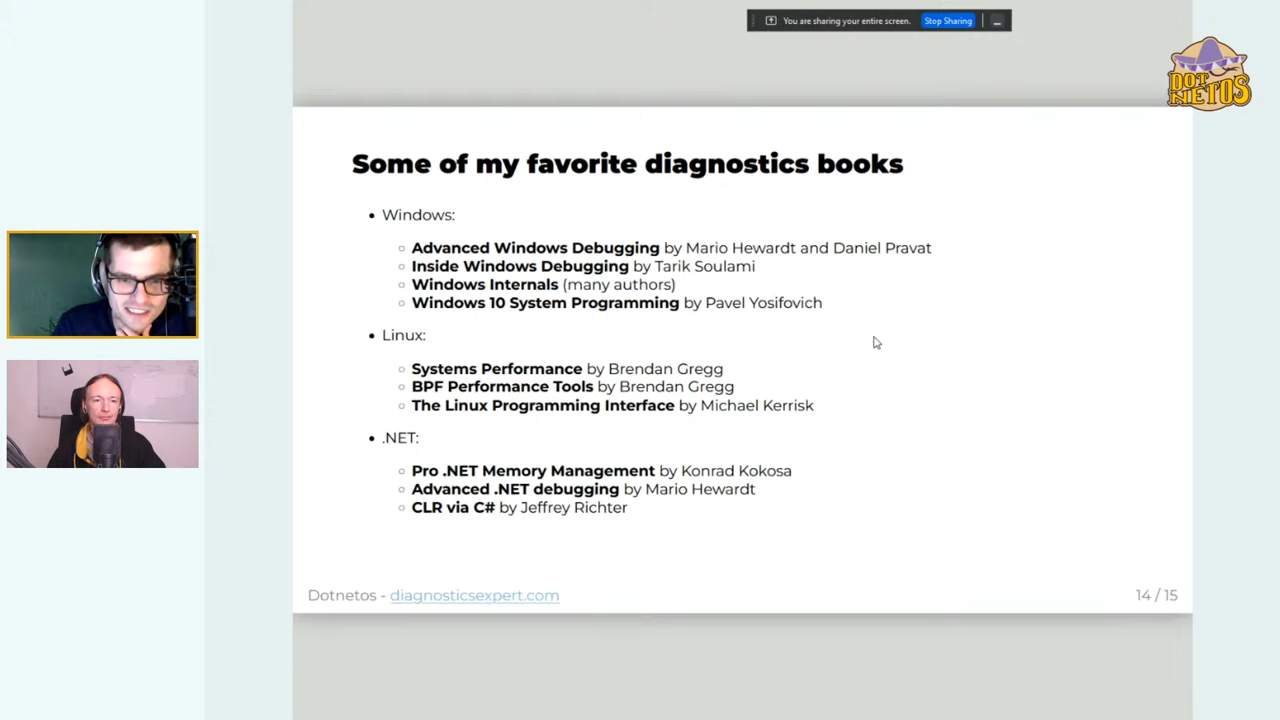 You are sharing your entire screen.
Stop Sharing
DOT
NETOS
Some of my favorite diagnostics books
• Windows:
○ Advanced Windows Debugging by Mario Hewardt and Daniel Pravat
○ Inside Windows Debugging by Tarik Soulami
○ Windows Internals (many authors)
○ Windows 10 System Programming by Pavel Yosifovich
• Linux:
○ Systems Performance by Brendan Gregg
○ BPF Performance Tools by Brendan Gregg
○ The Linux Programming Interface by Michael Kerrisk
• .NET:
○ Pro .NET Memory Management by Konrad Kokosa
○ Advanced .NET debugging by Mario Hewardt
○ CLR via C# by Jeffrey Richter
Dotnetos - diagnosticsexpert.com
14 / 15